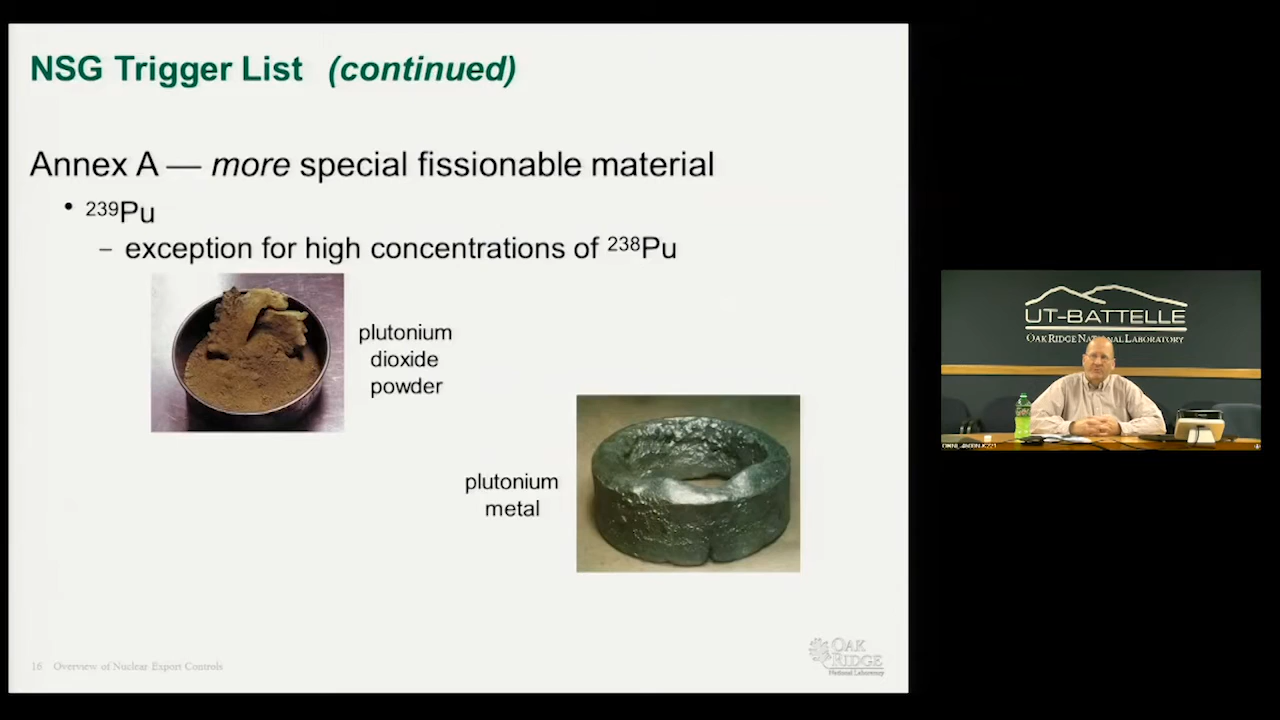 NSG Trigger List (continued)
Annex A — more special fissionable material
• ²³⁹Pu
– exception for high concentrations of ²³⁸Pu
plutonium
dioxide
powder
plutonium
metal
16 Overview of Nuclear Export Controls
OAK
RIDGE
National Laboratory
UT-BATTELLE
OAK RIDGE NATIONAL LABORATORY